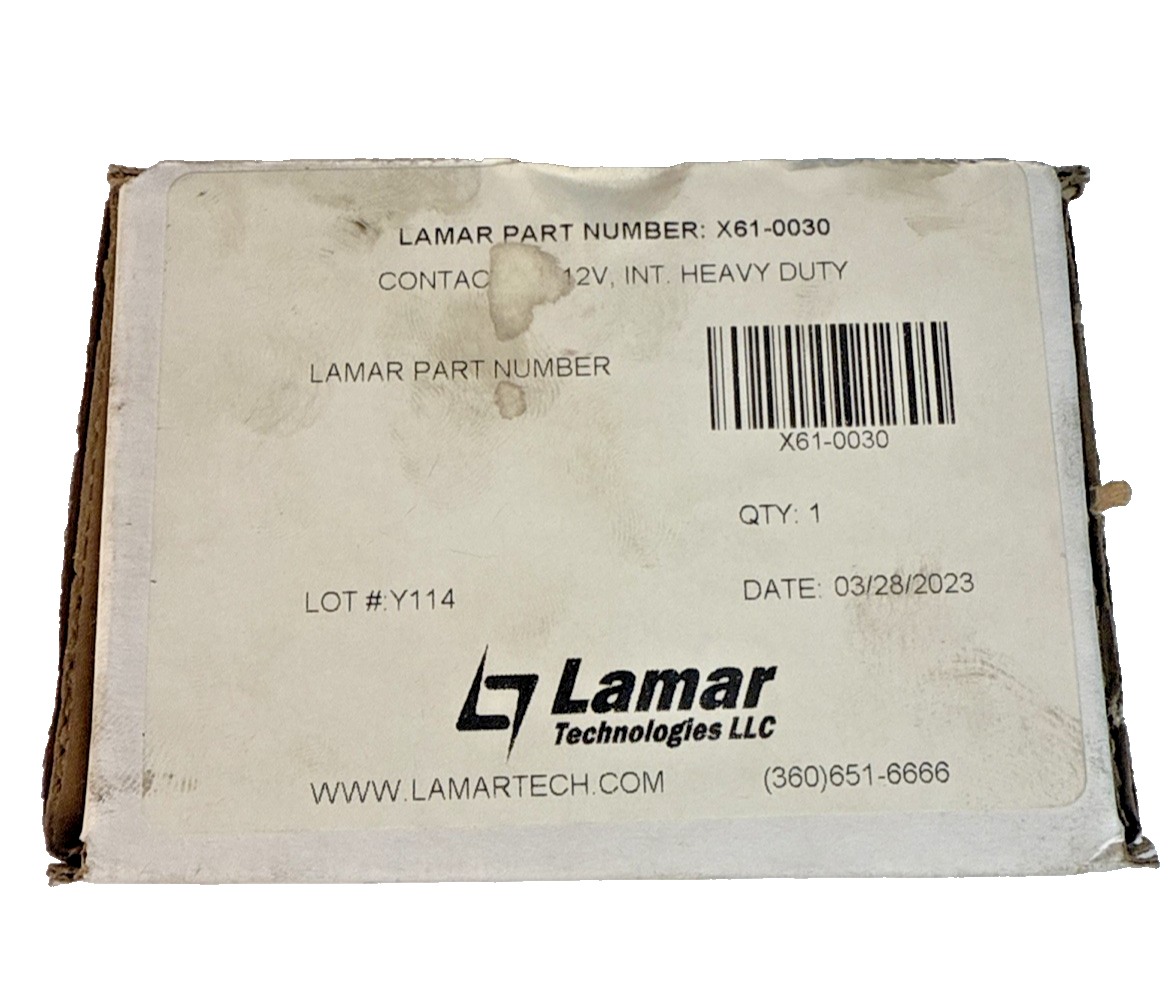 LAMAR PART NUMBER: X61-0030
12V, INT. HEAVY DUTY
LAMAR PART NUMBER
X61-0030
QTY: 1
LOT #:Y114
DATE: 03/28/2023
Lamar
Technologies LLC
WWW.LAMARTECH.COM
(360)651-6666